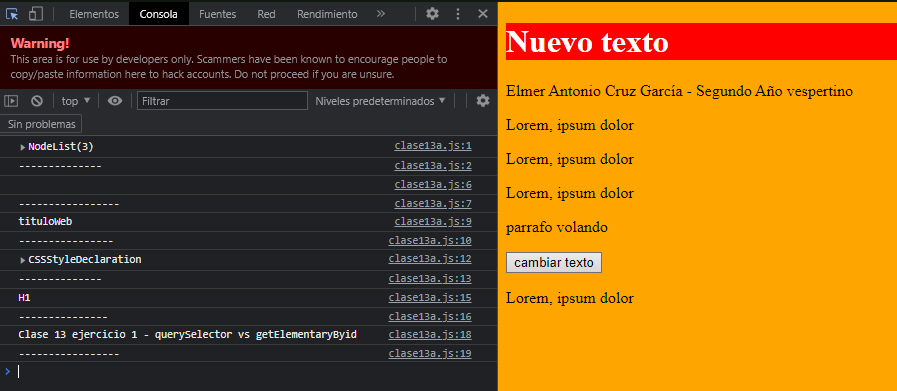 Elementos Consola Fuentes Red Rendimiento »
Warning!
This area is for use by developers only. Scammers have been known to encourage people to
copy/paste information here to hack accounts. Do not proceed if you are unsure.
top ▼ Filtrar Niveles predeterminados ▼
Sin problemas
▶ NodeList(3) clase13a.js:1
-------------- clase13a.js:2
clase13a.js:6
----------------- clase13a.js:7
tituloWeb clase13a.js:9
---------------- clase13a.js:10
▶ CSSStyleDeclaration clase13a.js:12
-------------- clase13a.js:13
H1 clase13a.js:15
--------------- clase13a.js:16
Clase 13 ejercicio 1 - querySelector vs getElementaryByid clase13a.js:18
----------------- clase13a.js:19
>
Nuevo texto
Elmer Antonio Cruz García - Segundo Año vespertino
Lorem, ipsum dolor
Lorem, ipsum dolor
Lorem, ipsum dolor
parrafo volando
cambiar texto
Lorem, ipsum dolor